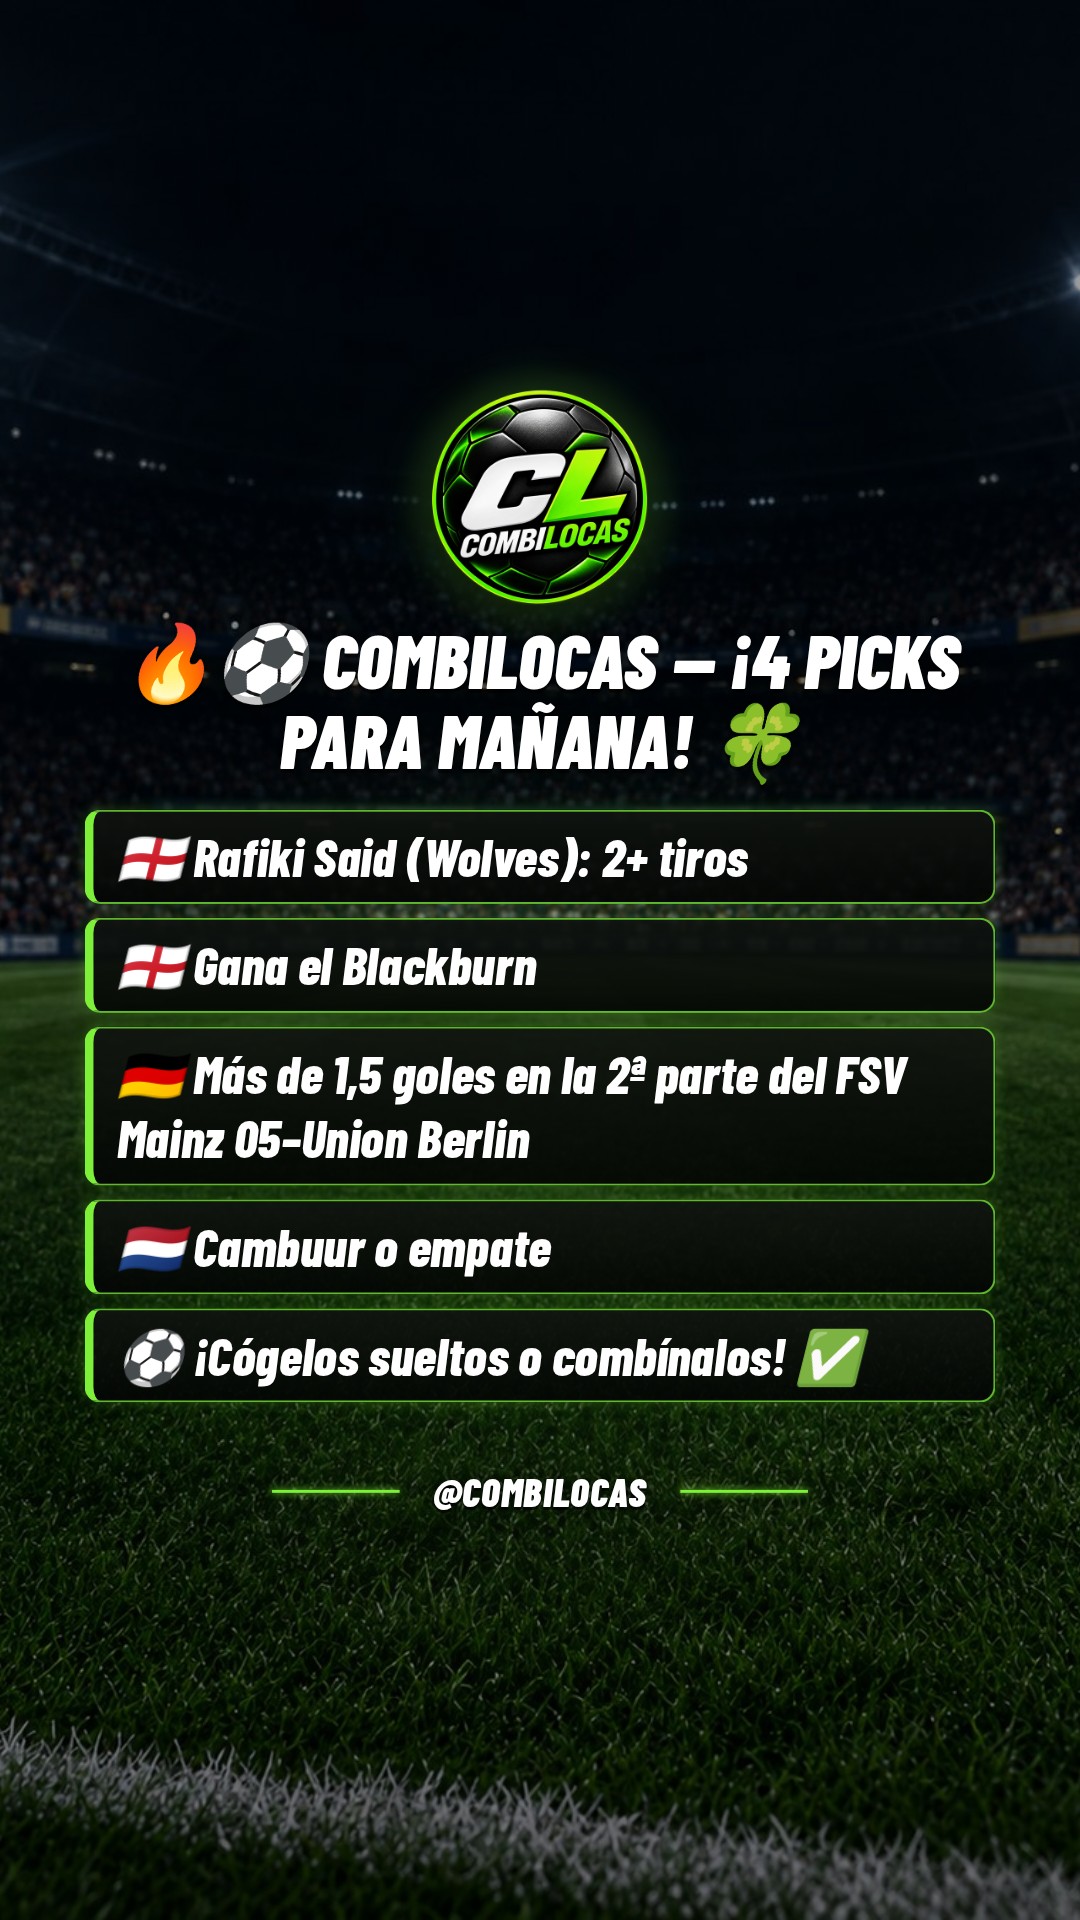 CL
COMBILOCAS
🔥⚽ COMBILOCAS – ¡4 PICKS
PARA MAÑANA! 🍀
🏴󠁧󠁢󠁥󠁮󠁧󠁿 Rafiki Said (Wolves): 2+ tiros
🏴󠁧󠁢󠁥󠁮󠁧󠁿 Gana el Blackburn
🇩🇪 Más de 1,5 goles en la 2ª parte del FSV
Mainz 05-Union Berlin
🇳🇱 Cambuur o empate
⚽ ¡Cógelos sueltos o combínalos! ✅
@COMBILOCAS